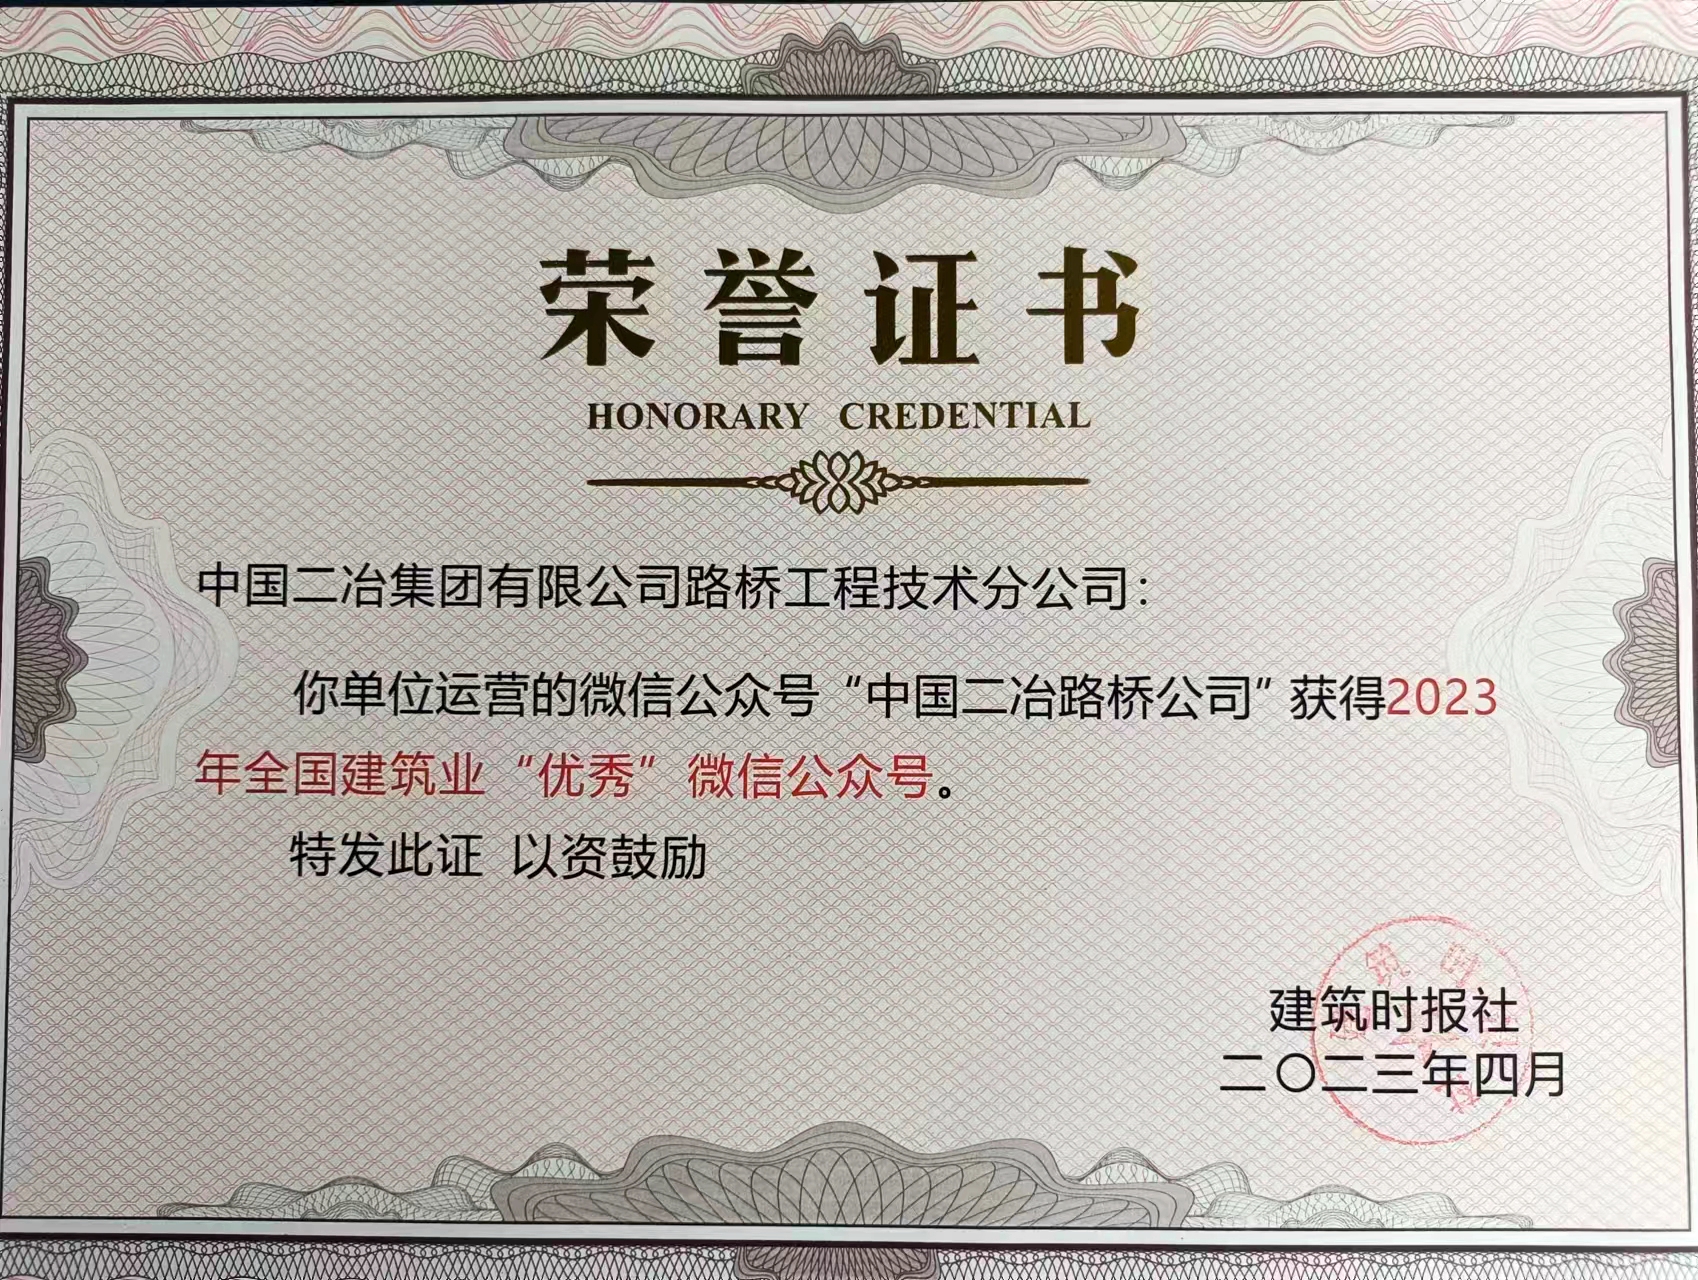 荣誉证书
HONORARY CREDENTIAL
中国二冶集团有限公司路桥工程技术分公司：
你单位运营的微信公众号“中国二冶路桥公司”获得2023
年全国建筑业“优秀”微信公众号。
特发此证 以资鼓励
建筑时报社
二〇二三年四月